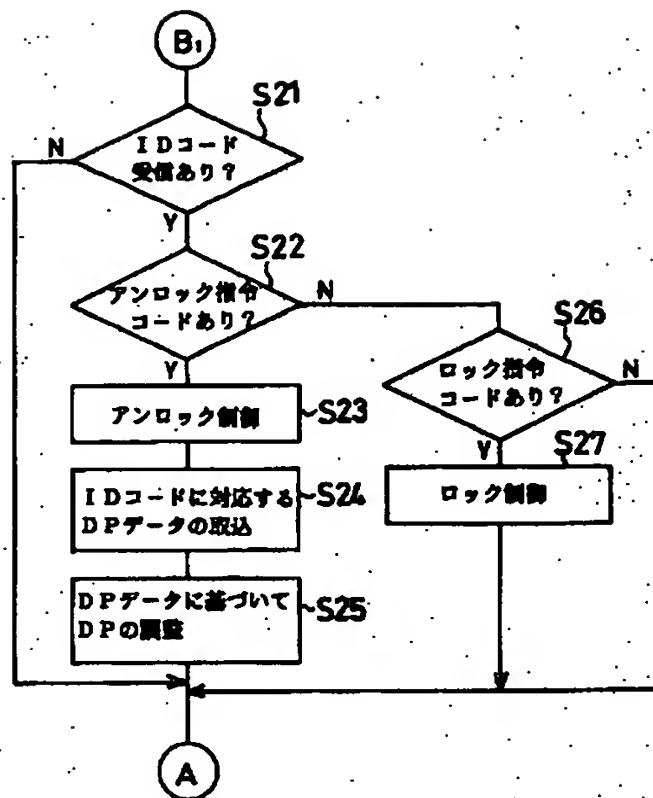 B₁
S21
N
IDコード
受信あり?
Y
S22
アンロック指令
コードあり?
N
Y
S26
ロック指令
コードあり?
N
アンロック制御
S23
Y
S27
ロック制御
IDコードに対応する
DPデータの取込
S24
DPデータに基づいて
DPの調整
S25
A